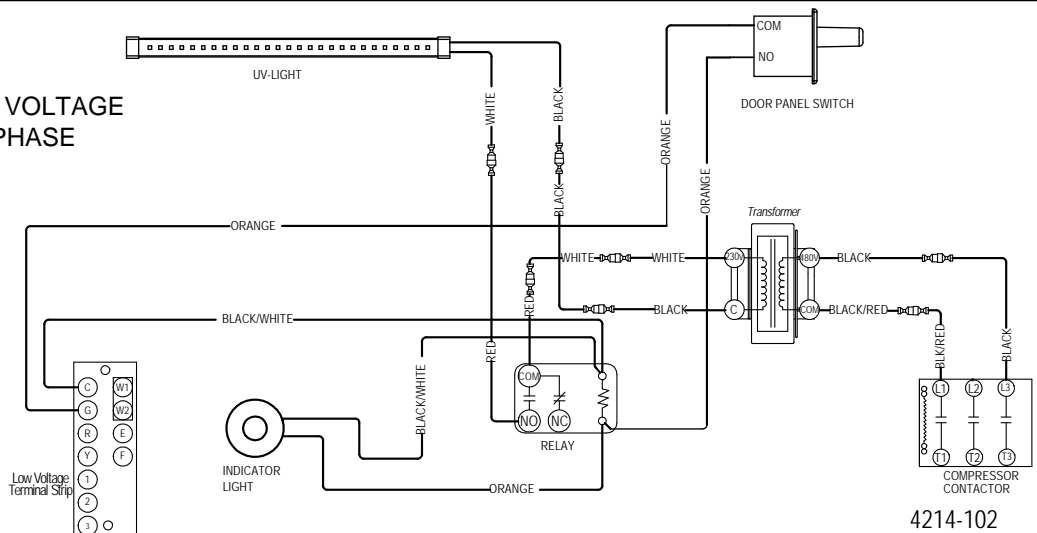 COM
NO
DOOR PANEL SWITCH
UV-LIGHT
VOLTAGE
PHASE
WHITE
BLACK
ORANGE
ORANGE
BLACK
ORANGE
Transformer
WHITE
WHITE
230V
480V
BLACK
RED
BLACK
C
COM
BLACK/RED
BLACK/WHITE
RED
BLK/RED
BLACK
BLACK/WHITE
COM
NO
NC
RELAY
L1
L2
L3
T1
T2
T3
COMPRESSOR
CONTACTOR
C
W1
G
W2
R
E
Y
F
1
2
3
Low Voltage
Terminal Strip
INDICATOR
LIGHT
ORANGE
4214-102